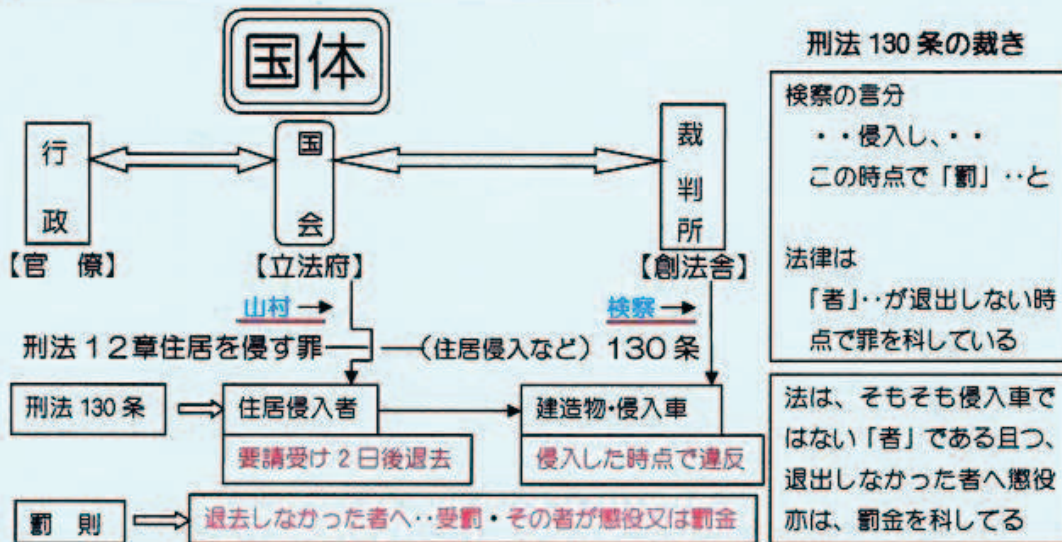 国体
行政
国会
裁判所
【官 僚】
【立法府】
【創法舎】
山村→
検察→
刑法12章住居を侵す罪
(住居侵入など)130条
刑法130条
住居侵入者
建造物・侵入車
要請受け2日後退去
侵入した時点で違反
罰 則
退去しなかった者へ‥受罰・その者が懲役又は罰金
刑法130条の裁き
検察の言分
・・侵入し、・・
この時点で「罰」‥と
法律は
「者」‥が退出しない時
点で罪を科している
法は、そもそも侵入車で
はない「者」である且つ、
退出しなかった者へ懲役
亦は、罰金を科してる